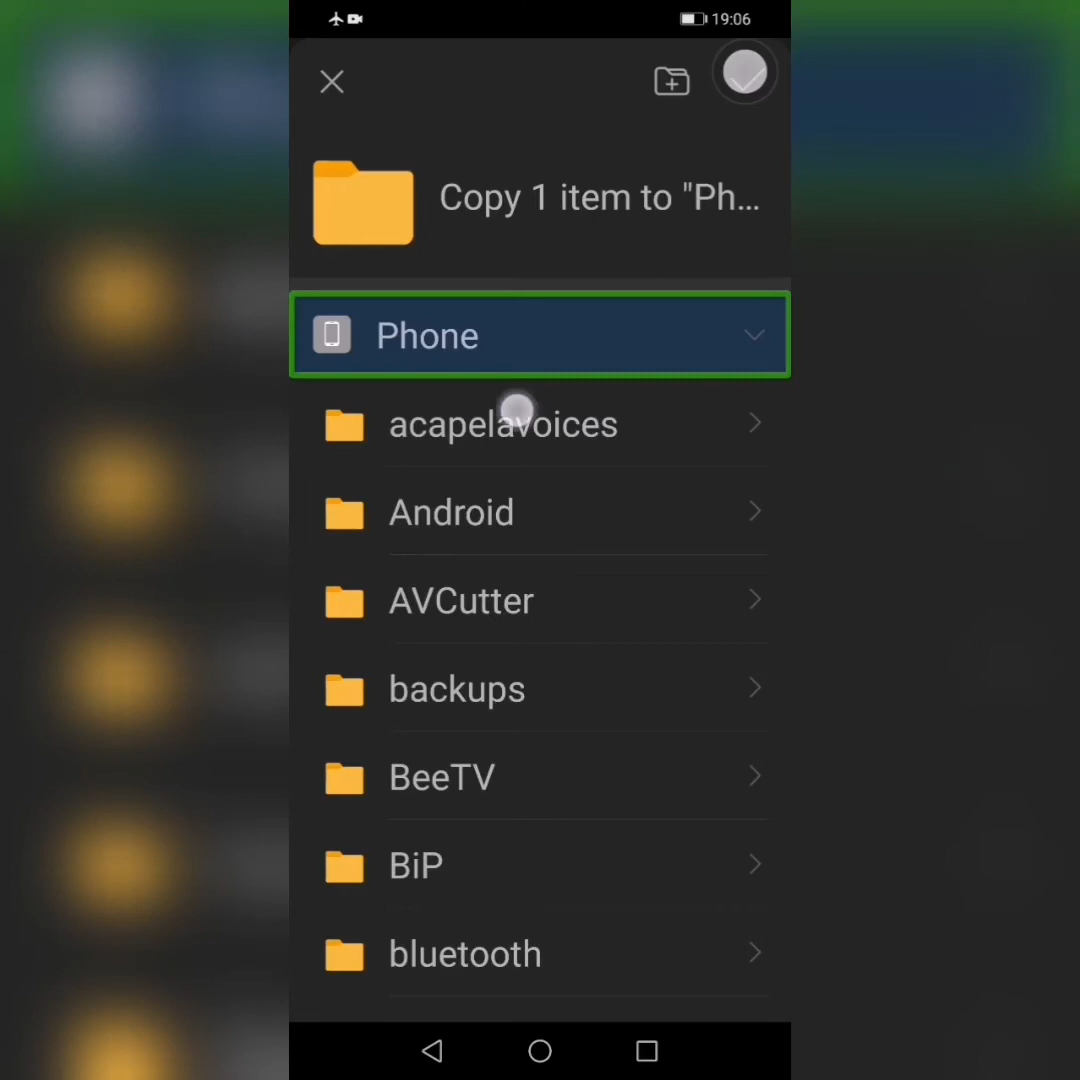 19:06
Copy 1 item to "Ph...
Phone
acapelavoices
Android
AVCutter
backups
BeeTV
BiP
bluetooth